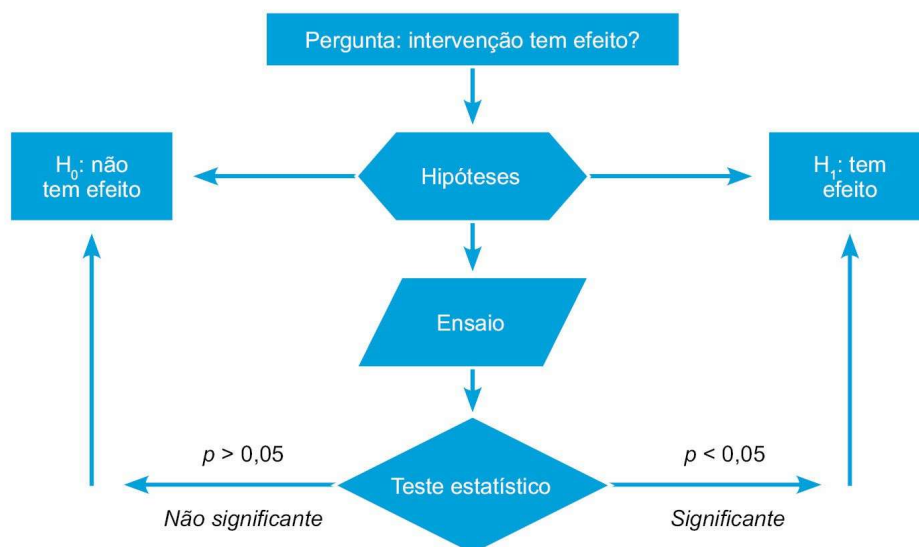 Pergunta: intervenção tem efeito?
H₀: não
tem efeito
Hipóteses
H₁: tem
efeito
Ensaio
p > 0,05
p < 0,05
Teste estatístico
Não significante
Significante